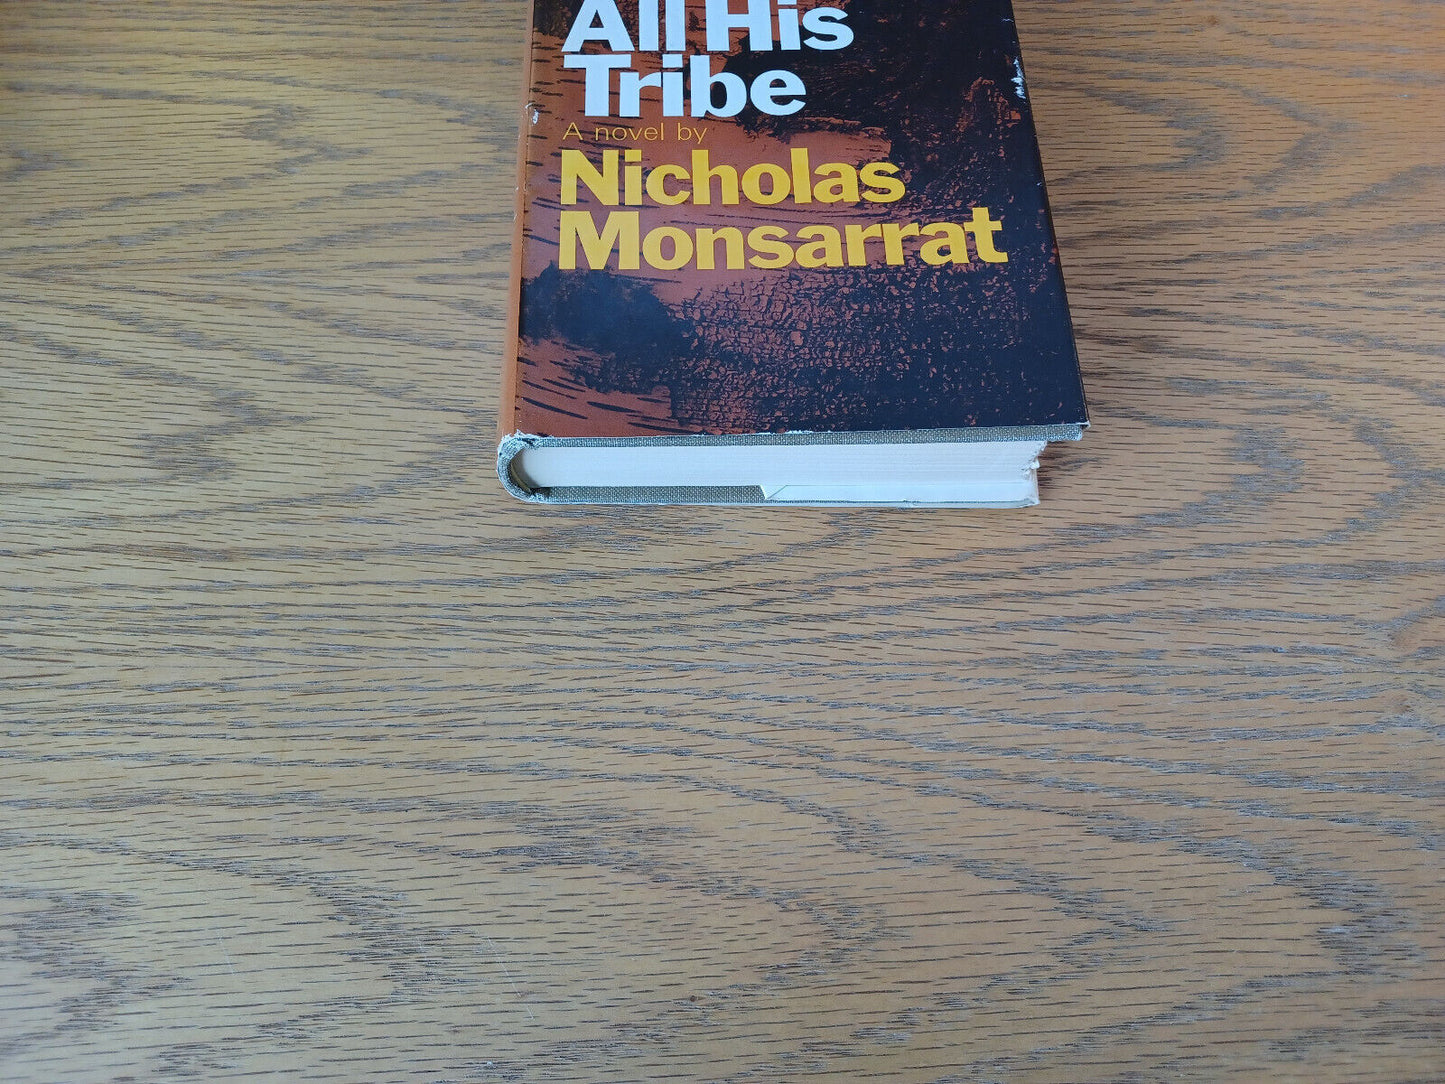 All His
Tribe
A novel by
Nicholas
Monsarrat